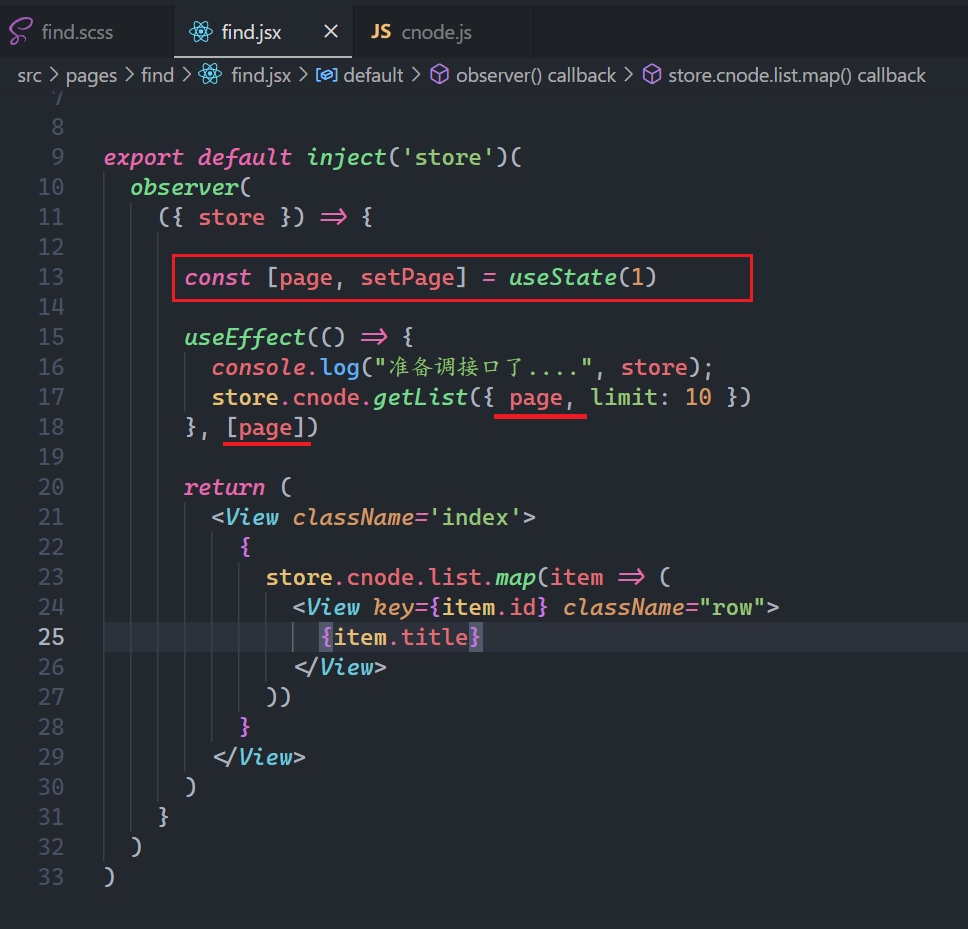 find.scss find.jsx × JS cnode.js
src > pages > find > find.jsx > default > observer() callback > store.cnode.list.map() callback
7
8
9 export default inject('store')(
10 observer(
11 ({ store }) => {
12
13 const [page, setPage] = useState(1)
14
15 useEffect(() => {
16 console.log("准备调接口了....", store);
17 store.cnode.getList({ page, limit: 10 })
18 }, [page])
19
20 return (
21 <View className='index'>
22 {
23 store.cnode.list.map(item => (
24 <View key={item.id} className="row">
25 {item.title}
26 </View>
27 ))
28 }
29 </View>
30 )
31 }
32 )
33 )